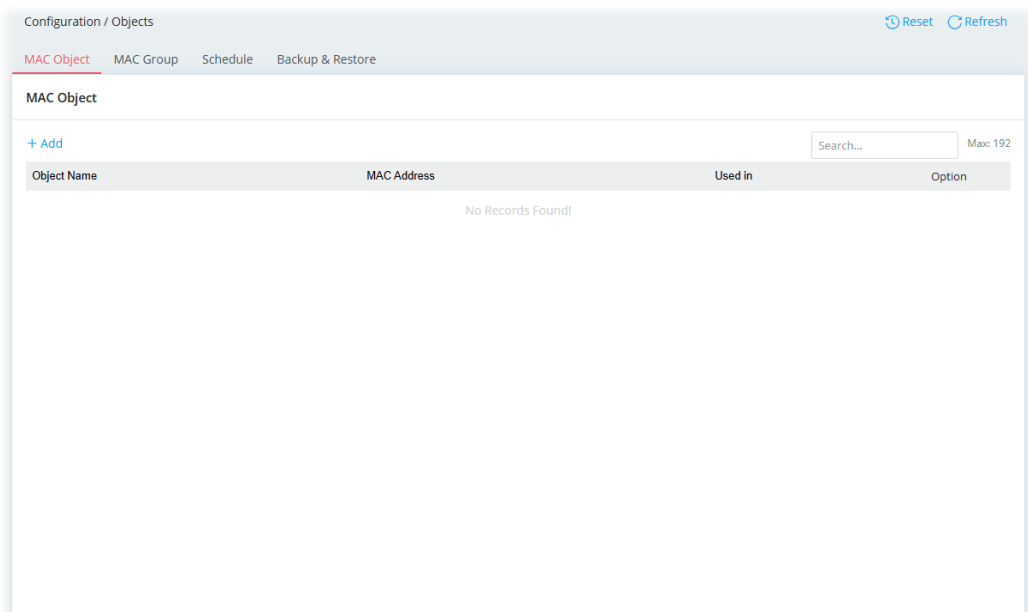 Configuration / Objects Reset Refresh
MAC Object MAC Group Schedule Backup & Restore
MAC Object
+ Add Search... Max: 192
Object Name MAC Address Used in Option
No Records Found!